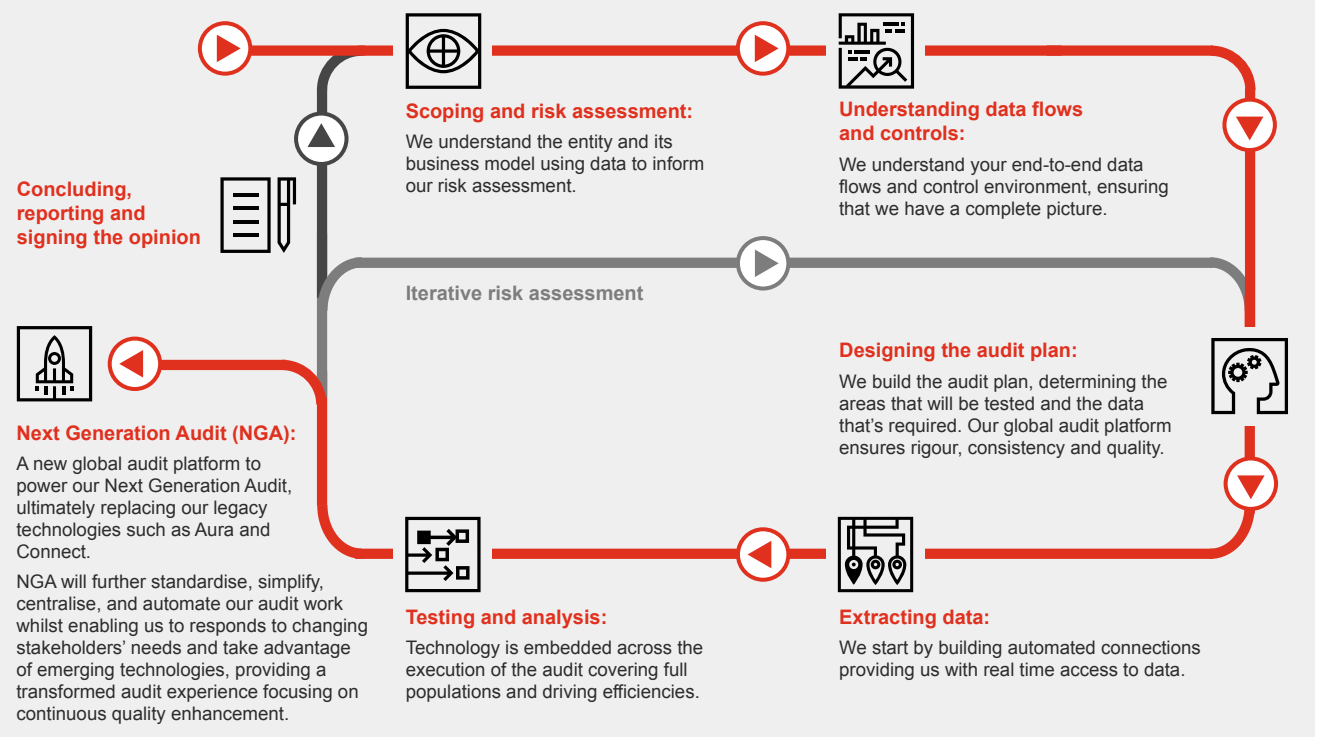 Scoping and risk assessment:
We understand the entity and its
business model using data to inform
our risk assessment.
Understanding data flows
and controls:
We understand your end-to-end data
flows and control environment, ensuring
that we have a complete picture.
Concluding,
reporting and
signing the opinion
Iterative risk assessment
Designing the audit plan:
We build the audit plan, determining the
areas that will be tested and the data
that's required. Our global audit platform
ensures rigour, consistency and quality.
Next Generation Audit (NGA):
A new global audit platform to
power our Next Generation Audit,
ultimately replacing our legacy
technologies such as Aura and
Connect.
NGA will further standardise, simplify,
centralise, and automate our audit work
whilst enabling us to responds to changing
stakeholders' needs and take advantage
of emerging technologies, providing a
transformed audit experience focusing on
continuous quality enhancement.
Testing and analysis:
Technology is embedded across the
execution of the audit covering full
populations and driving efficiencies.
Extracting data:
We start by building automated connections
providing us with real time access to data.